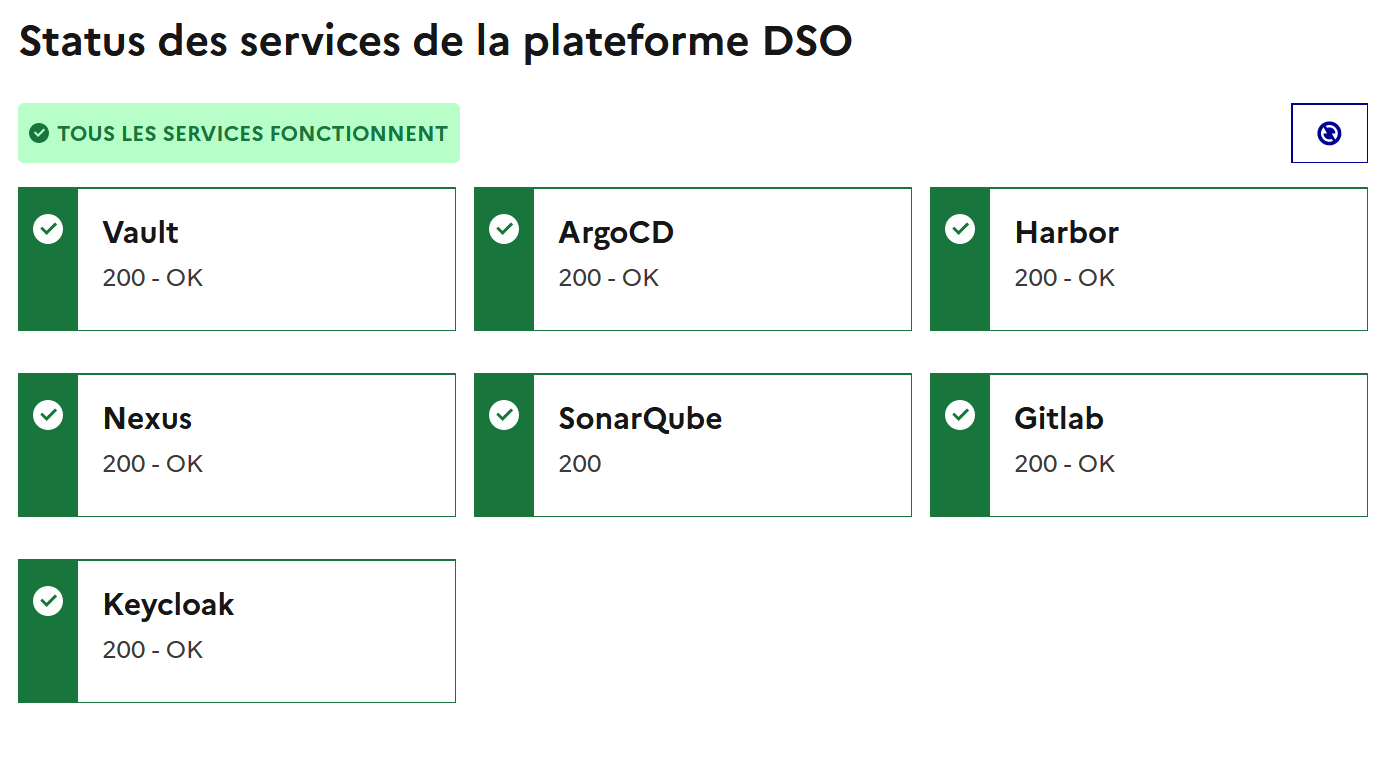 Status des services de la plateforme DSO
TOUS LES SERVICES FONCTIONNENT
Vault
200 - OK
ArgoCD
200 - OK
Harbor
200 - OK
Nexus
200 - OK
SonarQube
200
Gitlab
200 - OK
Keycloak
200 - OK